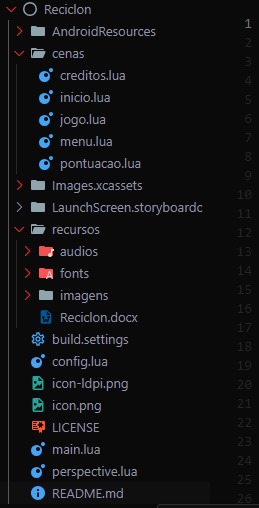 Reciclon
AndroidResources
cenas
creditos.lua
inicio.lua
jogo.lua
menu.lua
pontuacao.lua
Images.xcassets
LaunchScreen.storyboardc
recursos
audios
fonts
imagens
Reciclon.docx
build.settings
config.lua
icon-ldpi.png
icon.png
LICENSE
main.lua
perspective.lua
README.md
1
2
3
4
5
6
7
8
9
10
11
12
13
14
15
16
17
18
19
20
21
22
23
24
25
26